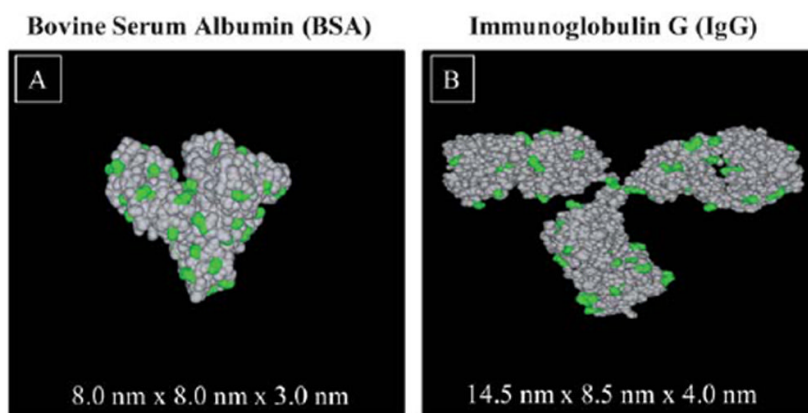 Bovine Serum Albumin (BSA)
Immunoglobulin G (IgG)
A
B
8.0 nm x 8.0 nm x 3.0 nm
14.5 nm x 8.5 nm x 4.0 nm